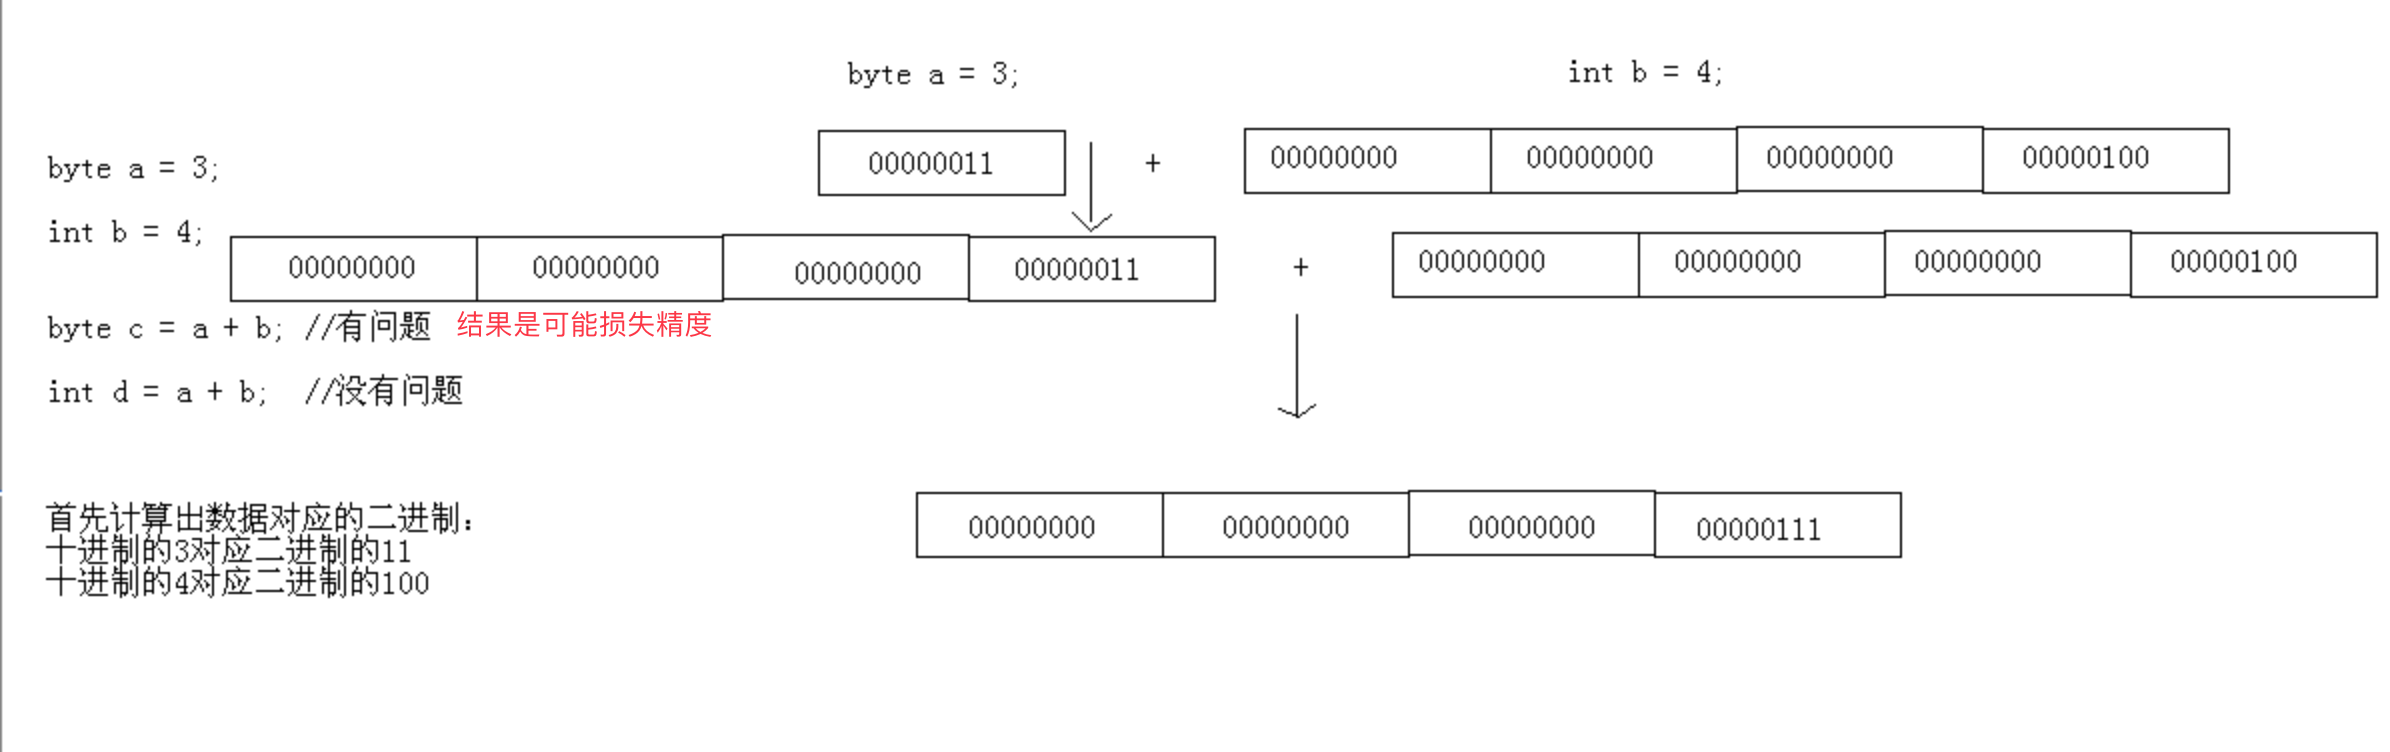 byte a = 3;
int b = 4;
00000011
+
00000000 00000000 00000000 00000100
byte a = 3;
int b = 4;
00000000 00000000 00000000 00000011
+
00000000 00000000 00000000 00000100
byte c = a + b; //有问题 结果是可能损失精度
int d = a + b; //没有问题
00000000 00000000 00000000 00000111
首先计算出数据对应的二进制：
十进制的3对应二进制的11
十进制的4对应二进制的100